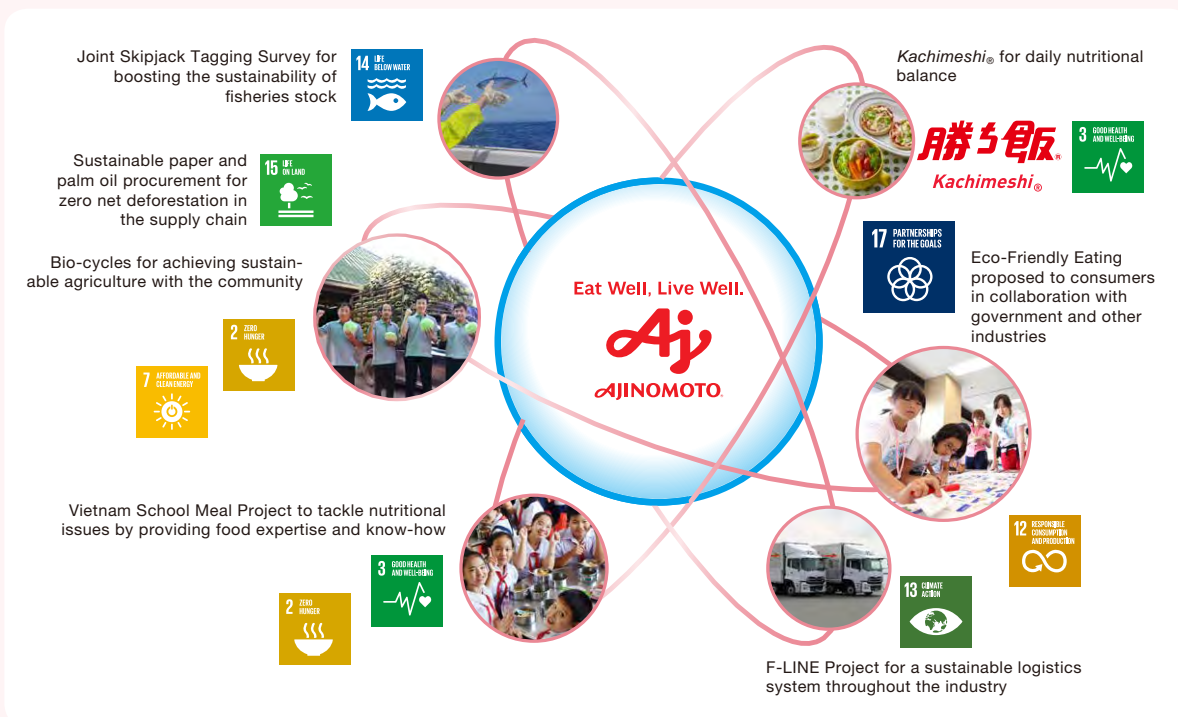 Joint Skipjack Tagging Survey for
boosting the sustainability of
fisheries stock
14 LIFE
BELOW WATER
Sustainable paper and
palm oil procurement for
zero net deforestation in
the supply chain
15 LIFE
ON LAND
Bio-cycles for achieving sustain-
able agriculture with the community
2 ZERO
HUNGER
7 AFFORDABLE AND
CLEAN ENERGY
Vietnam School Meal Project to tackle nutritional
issues by providing food expertise and know-how
3 GOOD HEALTH
AND WELL-BEING
2 ZERO
HUNGER
Eat Well, Live Well.
Aj
AJINOMOTO.
Kachimeshi® for daily nutritional
balance
勝ち飯®
Kachimeshi®
3 GOOD HEALTH
AND WELL-BEING
17 PARTNERSHIPS
FOR THE GOALS
Eco-Friendly Eating
proposed to consumers
in collaboration with
government and other
industries
12 RESPONSIBLE
CONSUMPTION
AND PRODUCTION
13 CLIMATE
ACTION
F-LINE Project for a sustainable logistics
system throughout the industry